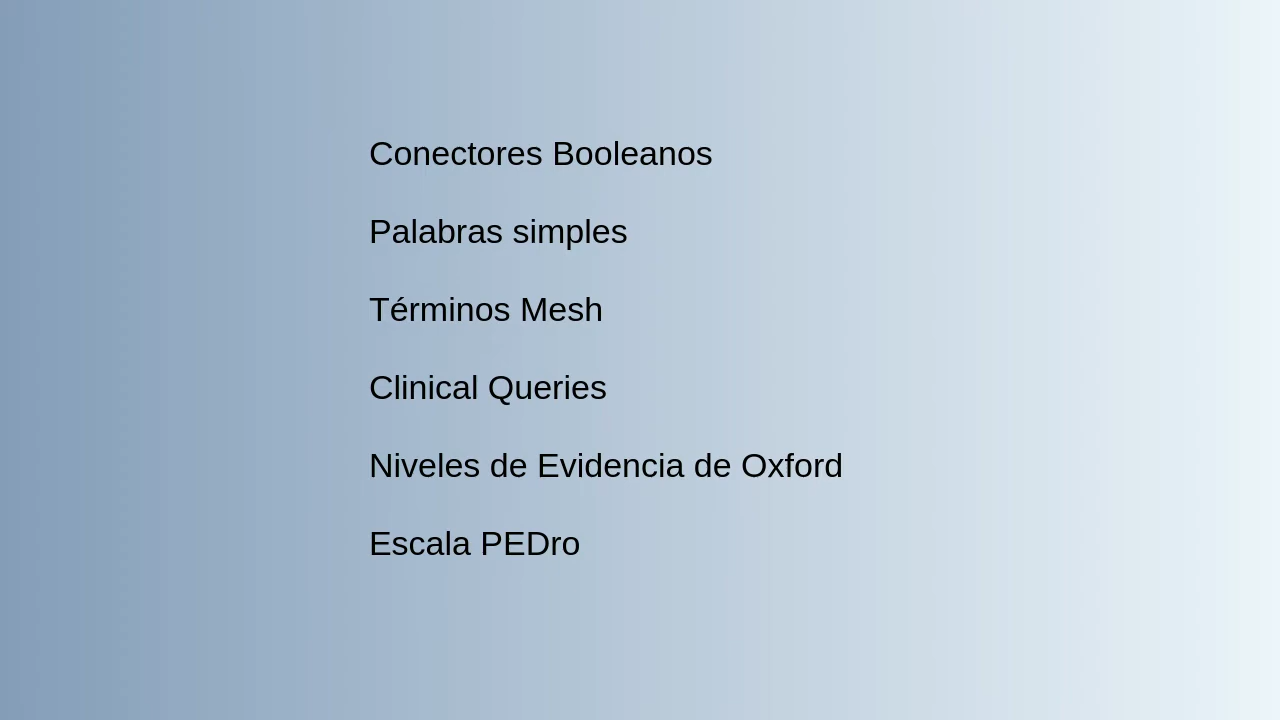 Conectores Booleanos
Palabras simples
Términos Mesh
Clinical Queries
Niveles de Evidencia de Oxford
Escala PEDro